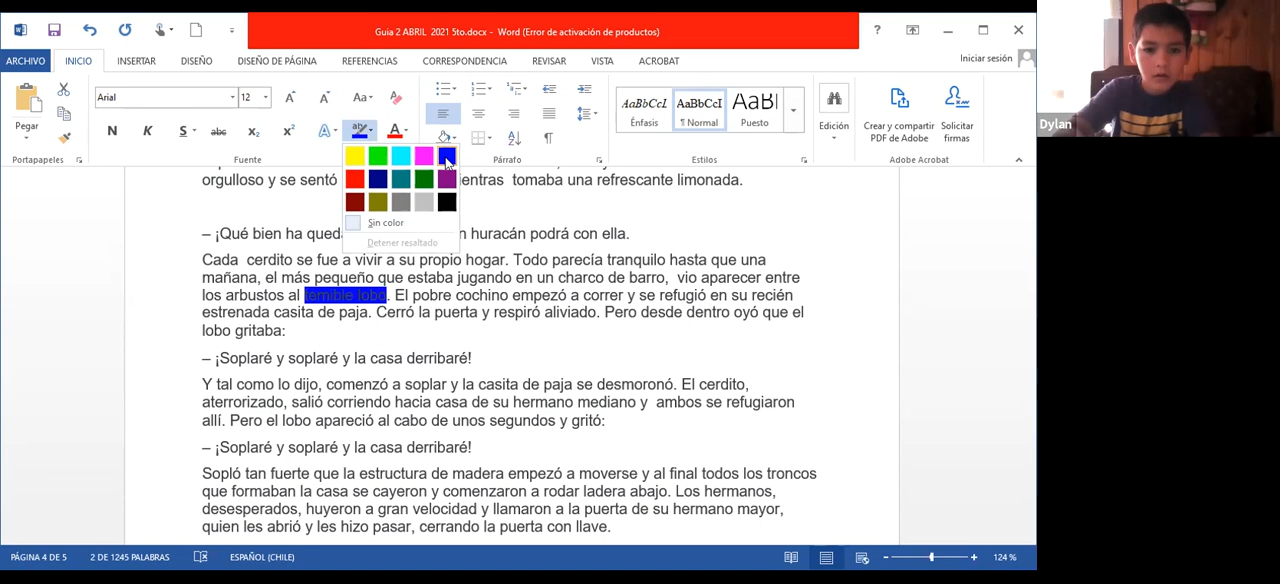 Guia 2 ABRIL 2021 5to.docx - Word (Error de activación de productos)
?
ARCHIVO INICIO INSERTAR DISEÑO DISEÑO DE PÁGINA REFERENCIAS CORRESPONDENCIA REVISAR VISTA ACROBAT Iniciar sesión
Dylan
Pegar
Arial 12 A A Aa
N K S abc x₂ x² A ab A
AaBbCcL AaBbCcI AaBl
Énfasis ¶ Normal Puesto
Edición
Crear y compartir PDF de Adobe
Solicitar firmas
Portapapeles Fuente Párrafo Estilos Adobe Acrobat
Sin color
Detener resaltado
orgulloso y se sentó mientras tomaba una refrescante limonada.
– ¡Qué bien ha huracán podrá con ella.
Cada cerdito se fue a vivir a su propio hogar. Todo parecía tranquilo hasta que una
mañana, el más pequeño que estaba jugando en un charco de barro, vio aparecer entre
los arbustos al temible lobo. El pobre cochino empezó a correr y se refugió en su recién
estrenada casita de paja. Cerró la puerta y respiró aliviado. Pero desde dentro oyó que el
lobo gritaba:
– ¡Soplaré y soplaré y la casa derribaré!
Y tal como lo dijo, comenzó a soplar y la casita de paja se desmoronó. El cerdito,
aterrorizado, salió corriendo hacia casa de su hermano mediano y ambos se refugiaron
allí. Pero el lobo apareció al cabo de unos segundos y gritó:
– ¡Soplaré y soplaré y la casa derribaré!
Sopló tan fuerte que la estructura de madera empezó a moverse y al final todos los troncos
que formaban la casa se cayeron y comenzaron a rodar ladera abajo. Los hermanos,
desesperados, huyeron a gran velocidad y llamaron a la puerta de su hermano mayor,
quien les abrió y les hizo pasar, cerrando la puerta con llave.
PÁGINA 4 DE 5 2 DE 1245 PALABRAS ESPAÑOL (CHILE) 124 %